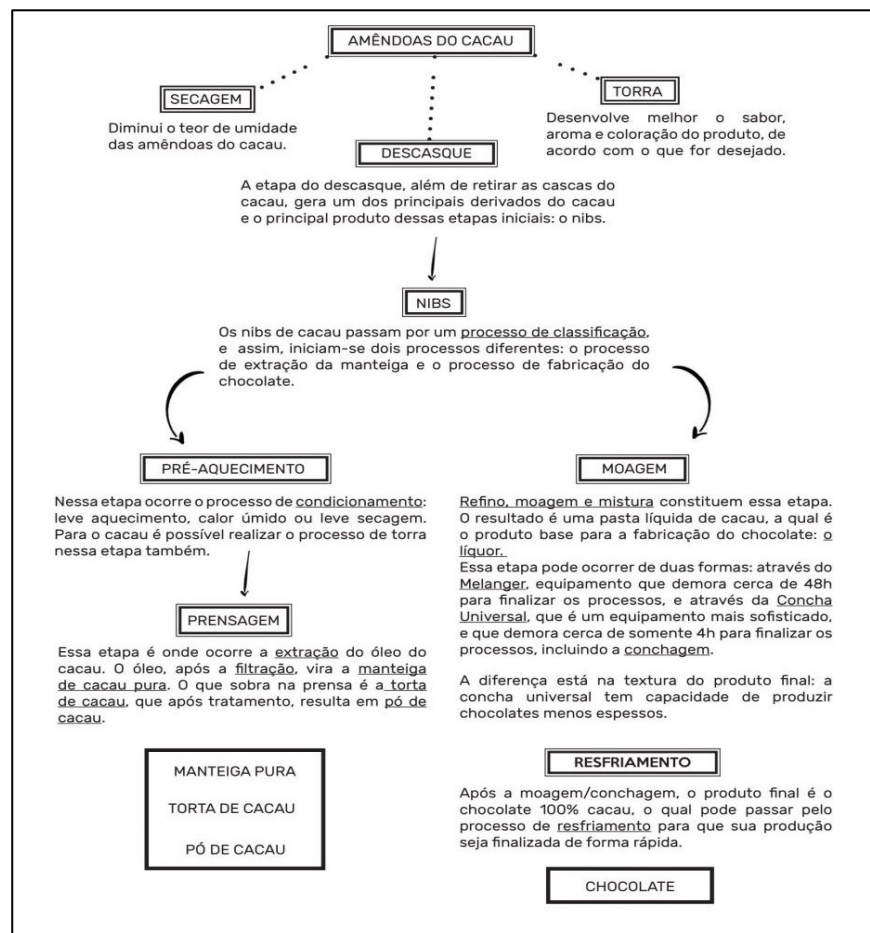 AMÊNDOAS DO CACAU
SECAGEM
Diminui o teor de umidade
das amêndoas do cacau.
TORRA
Desenvolve melhor o sabor,
aroma e coloração do produto, de
acordo com o que for desejado.
DESCASQUE
A etapa do descasque, além de retirar as cascas do
cacau, gera um dos principais derivados do cacau
e o principal produto dessas etapas iniciais: o nibs.
NIBS
Os nibs de cacau passam por um processo de classificação,
e assim, iniciam-se dois processos diferentes: o processo
de extração da manteiga e o processo de fabricação do
chocolate.
PRÉ-AQUECIMENTO
Nessa etapa ocorre o processo de condicionamento:
leve aquecimento, calor úmido ou leve secagem.
Para o cacau é possível realizar o processo de torra
nessa etapa também.
PRENSAGEM
Essa etapa é onde ocorre a extração do óleo do
cacau. O óleo, após a filtração, vira a manteiga
de cacau pura. O que sobra na prensa é a torta
de cacau, que após tratamento, resulta em pó de
cacau.
MANTEIGA PURA
TORTA DE CACAU
PÓ DE CACAU
MOAGEM
Refino, moagem e mistura constituem essa etapa.
O resultado é uma pasta líquida de cacau, a qual é
o produto base para a fabricação do chocolate: o
líquor.
Essa etapa pode ocorrer de duas formas: através do
Melanger, equipamento que demora cerca de 48h
para finalizar os processos, e através da Concha
Universal, que é um equipamento mais sofisticado,
e que demora cerca de somente 4h para finalizar os
processos, incluindo a conchagem.
A diferença está na textura do produto final: a
concha universal tem capacidade de produzir
chocolates menos espessos.
RESFRIAMENTO
Após a moagem/conchagem, o produto final é o
chocolate 100% cacau, o qual pode passar pelo
processo de resfriamento para que sua produção
seja finalizada de forma rápida.
CHOCOLATE